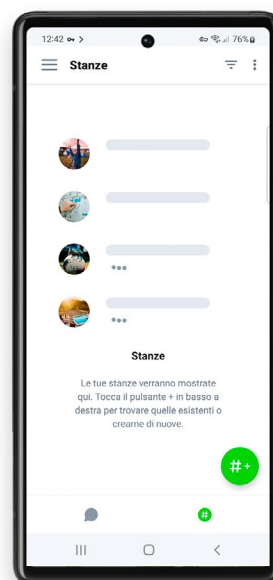 12:42
76%
Stanze
Stanze
Le tue stanze verranno mostrate
qui. Tocca il pulsante + in basso a
destra per trovare quelle esistenti o
crearne di nuove.
#+
#